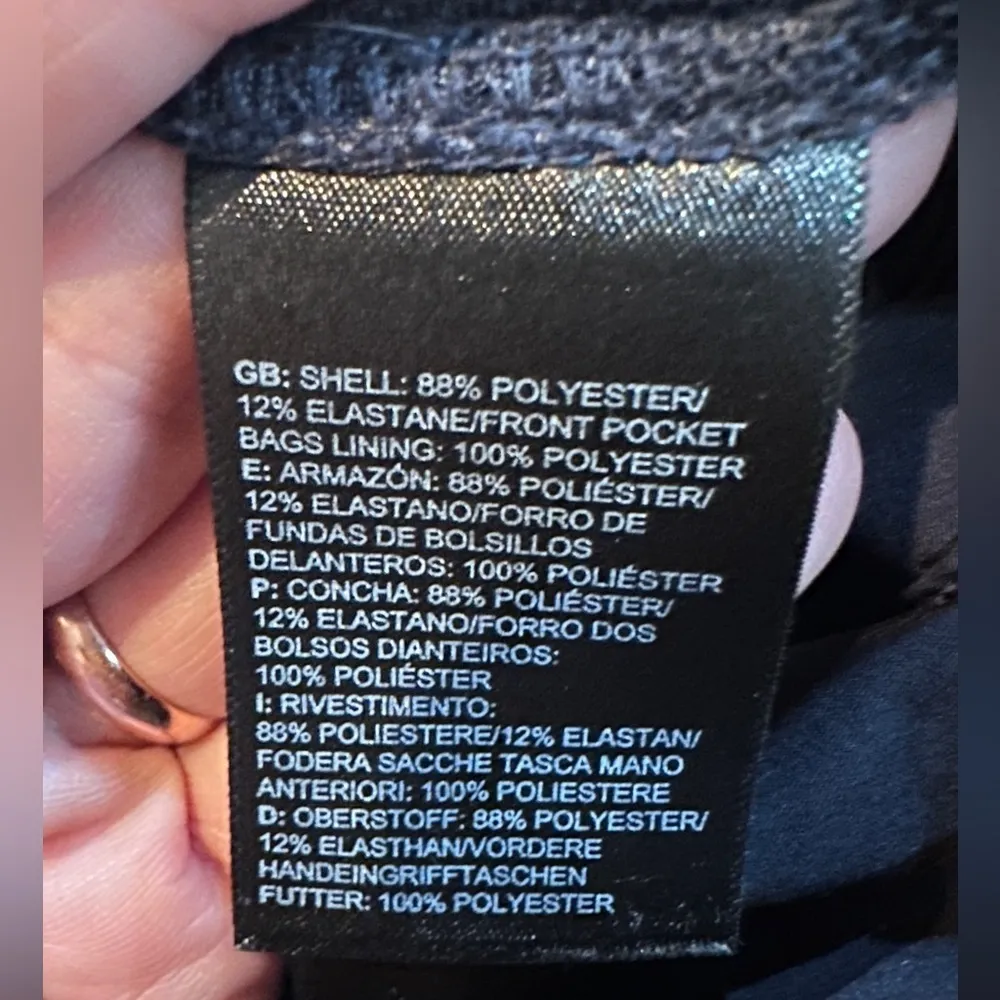 GB: SHELL: 88% POLYESTER/
12% ELASTANE/FRONT POCKET
BAGS LINING: 100% POLYESTER
E: ARMAZÓN: 88% POLIÉSTER/
12% ELASTANO/FORRO DE
FUNDAS DE BOLSILLOS
DELANTEROS: 100% POLIÉSTER
P: CONCHA: 88% POLIÉSTER/
12% ELASTANO/FORRO DOS
BOLSOS DIANTEIROS:
100% POLIÉSTER
I: RIVESTIMENTO:
88% POLIESTERE/12% ELASTAN/
FODERA SACCHE TASCA MANO
ANTERIORI: 100% POLIESTERE
D: OBERSTOFF: 88% POLYESTER/
12% ELASTHAN/VORDERE
HANDEINGRIFFTASCHEN
FUTTER: 100% POLYESTER